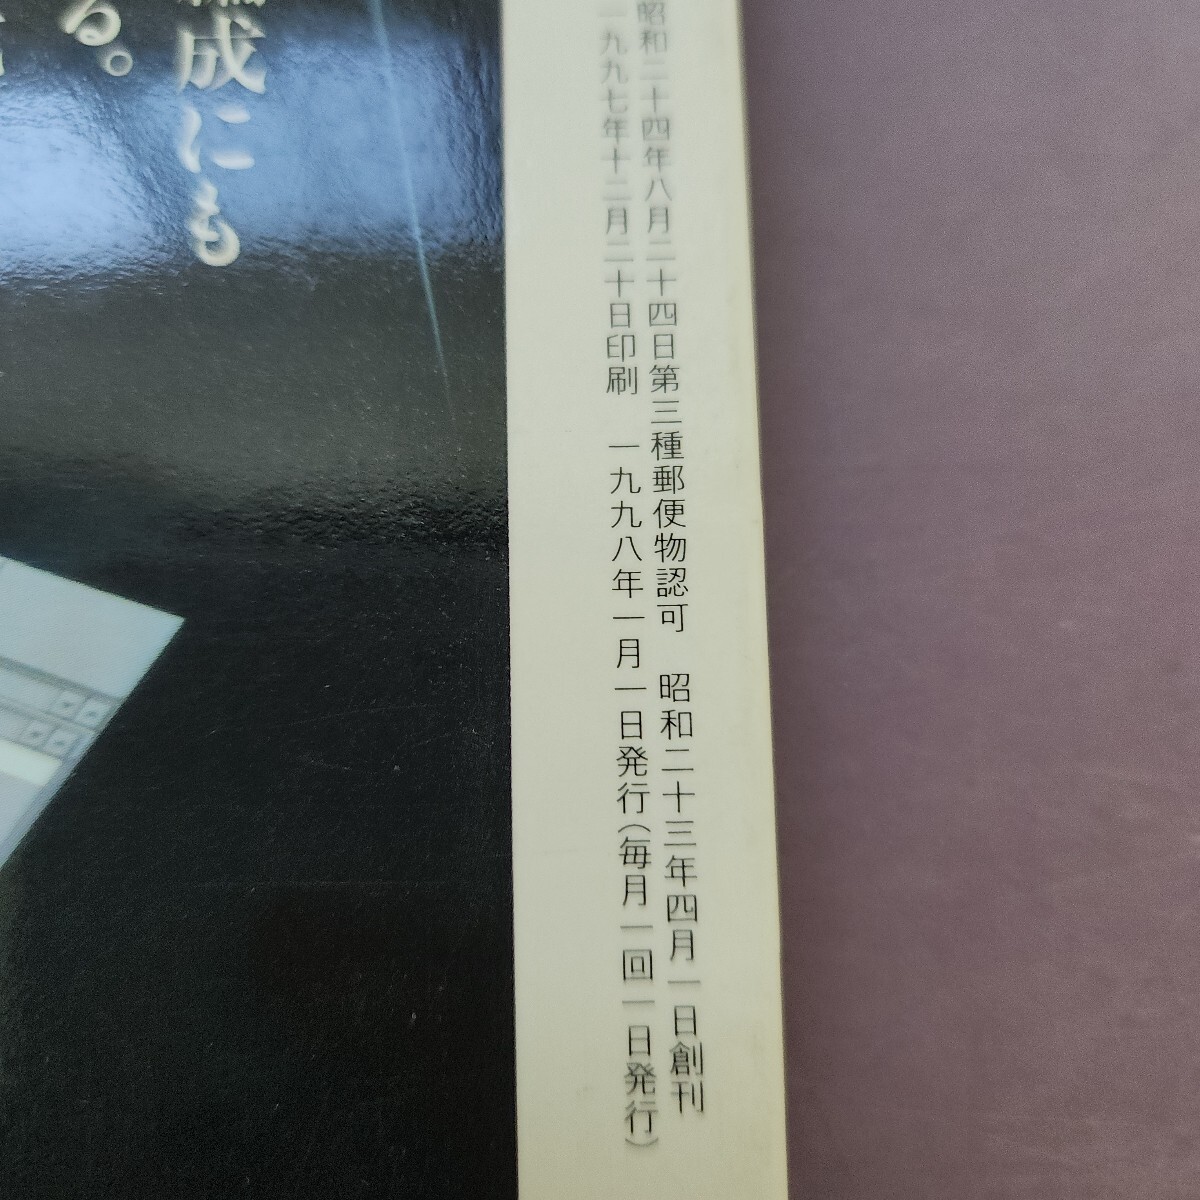 昭和二十四年八月二十四日第三種郵便物認可　昭和二十三年四月一日創刊
一九九七年十二月二十日印刷　一九九八年一月一日発行（毎月一回一日発行）
成にも
る。